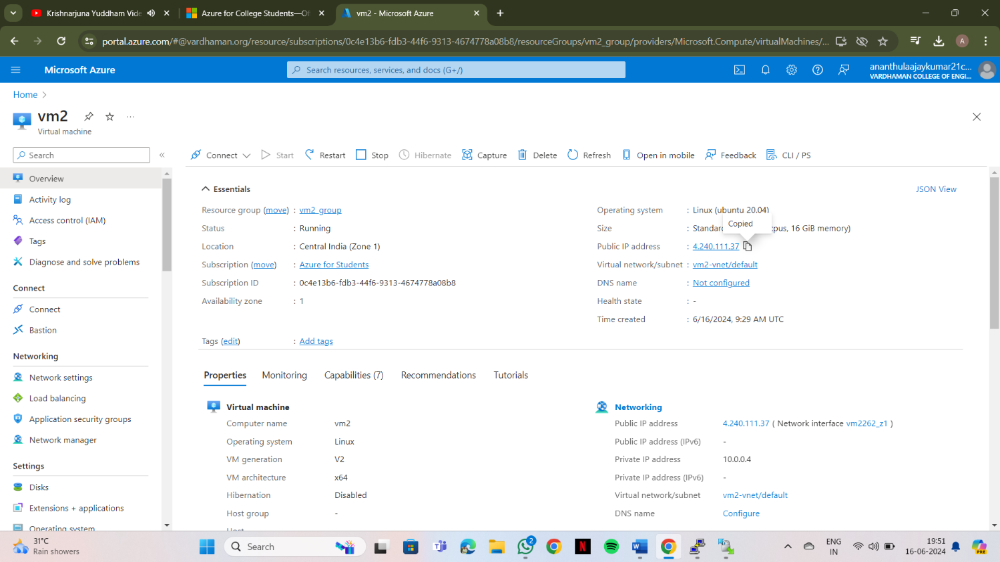 Krishnarjuna Yuddham Vide
Azure for College Students—Of
vm2 - Microsoft Azure
portal.azure.com/#@vardhaman.org/resource/subscriptions/0c4e13b6-fdb3-44f6-9313-4674778a08b8/resourceGroups/vm2_group/providers/Microsoft.Compute/virtualMachines/...
A
Microsoft Azure
Search resources, services, and docs (G+/)
ananthulaajaykumar21c...
VARDHAMAN COLLEGE OF ENGI...
Home
vm2
Virtual machine
Search
Connect Start Restart Stop Hibernate Capture Delete Refresh Open in mobile Feedback CLI / PS
Overview
Activity log
Access control (IAM)
Tags
Diagnose and solve problems
Connect
Connect
Bastion
Networking
Network settings
Load balancing
Application security groups
Network manager
Settings
Disks
Extensions + applications
Operating system
Essentials
JSON View
Resource group (move) : vm2_group
Status : Running
Location : Central India (Zone 1)
Subscription (move) : Azure for Students
Subscription ID : 0c4e13b6-fdb3-44f6-9313-4674778a08b8
Availability zone : 1
Operating system : Linux (ubuntu 20.04)
Copied
Size : Standard cpus, 16 GiB memory)
Public IP address : 4.240.111.37
Virtual network/subnet : vm2-vnet/default
DNS name : Not configured
Health state : -
Time created : 6/16/2024, 9:29 AM UTC
Tags (edit) : Add tags
Properties Monitoring Capabilities (7) Recommendations Tutorials
Virtual machine
Computer name vm2
Operating system Linux
VM generation V2
VM architecture x64
Hibernation Disabled
Host group -
Host
Networking
Public IP address 4.240.111.37 ( Network interface vm2262_z1 )
Public IP address (IPv6) -
Private IP address 10.0.0.4
Private IP address (IPv6) -
Virtual network/subnet vm2-vnet/default
DNS name Configure
31°C
Rain showers
Search
2
ENG
IN
19:51
16-06-2024
PRE